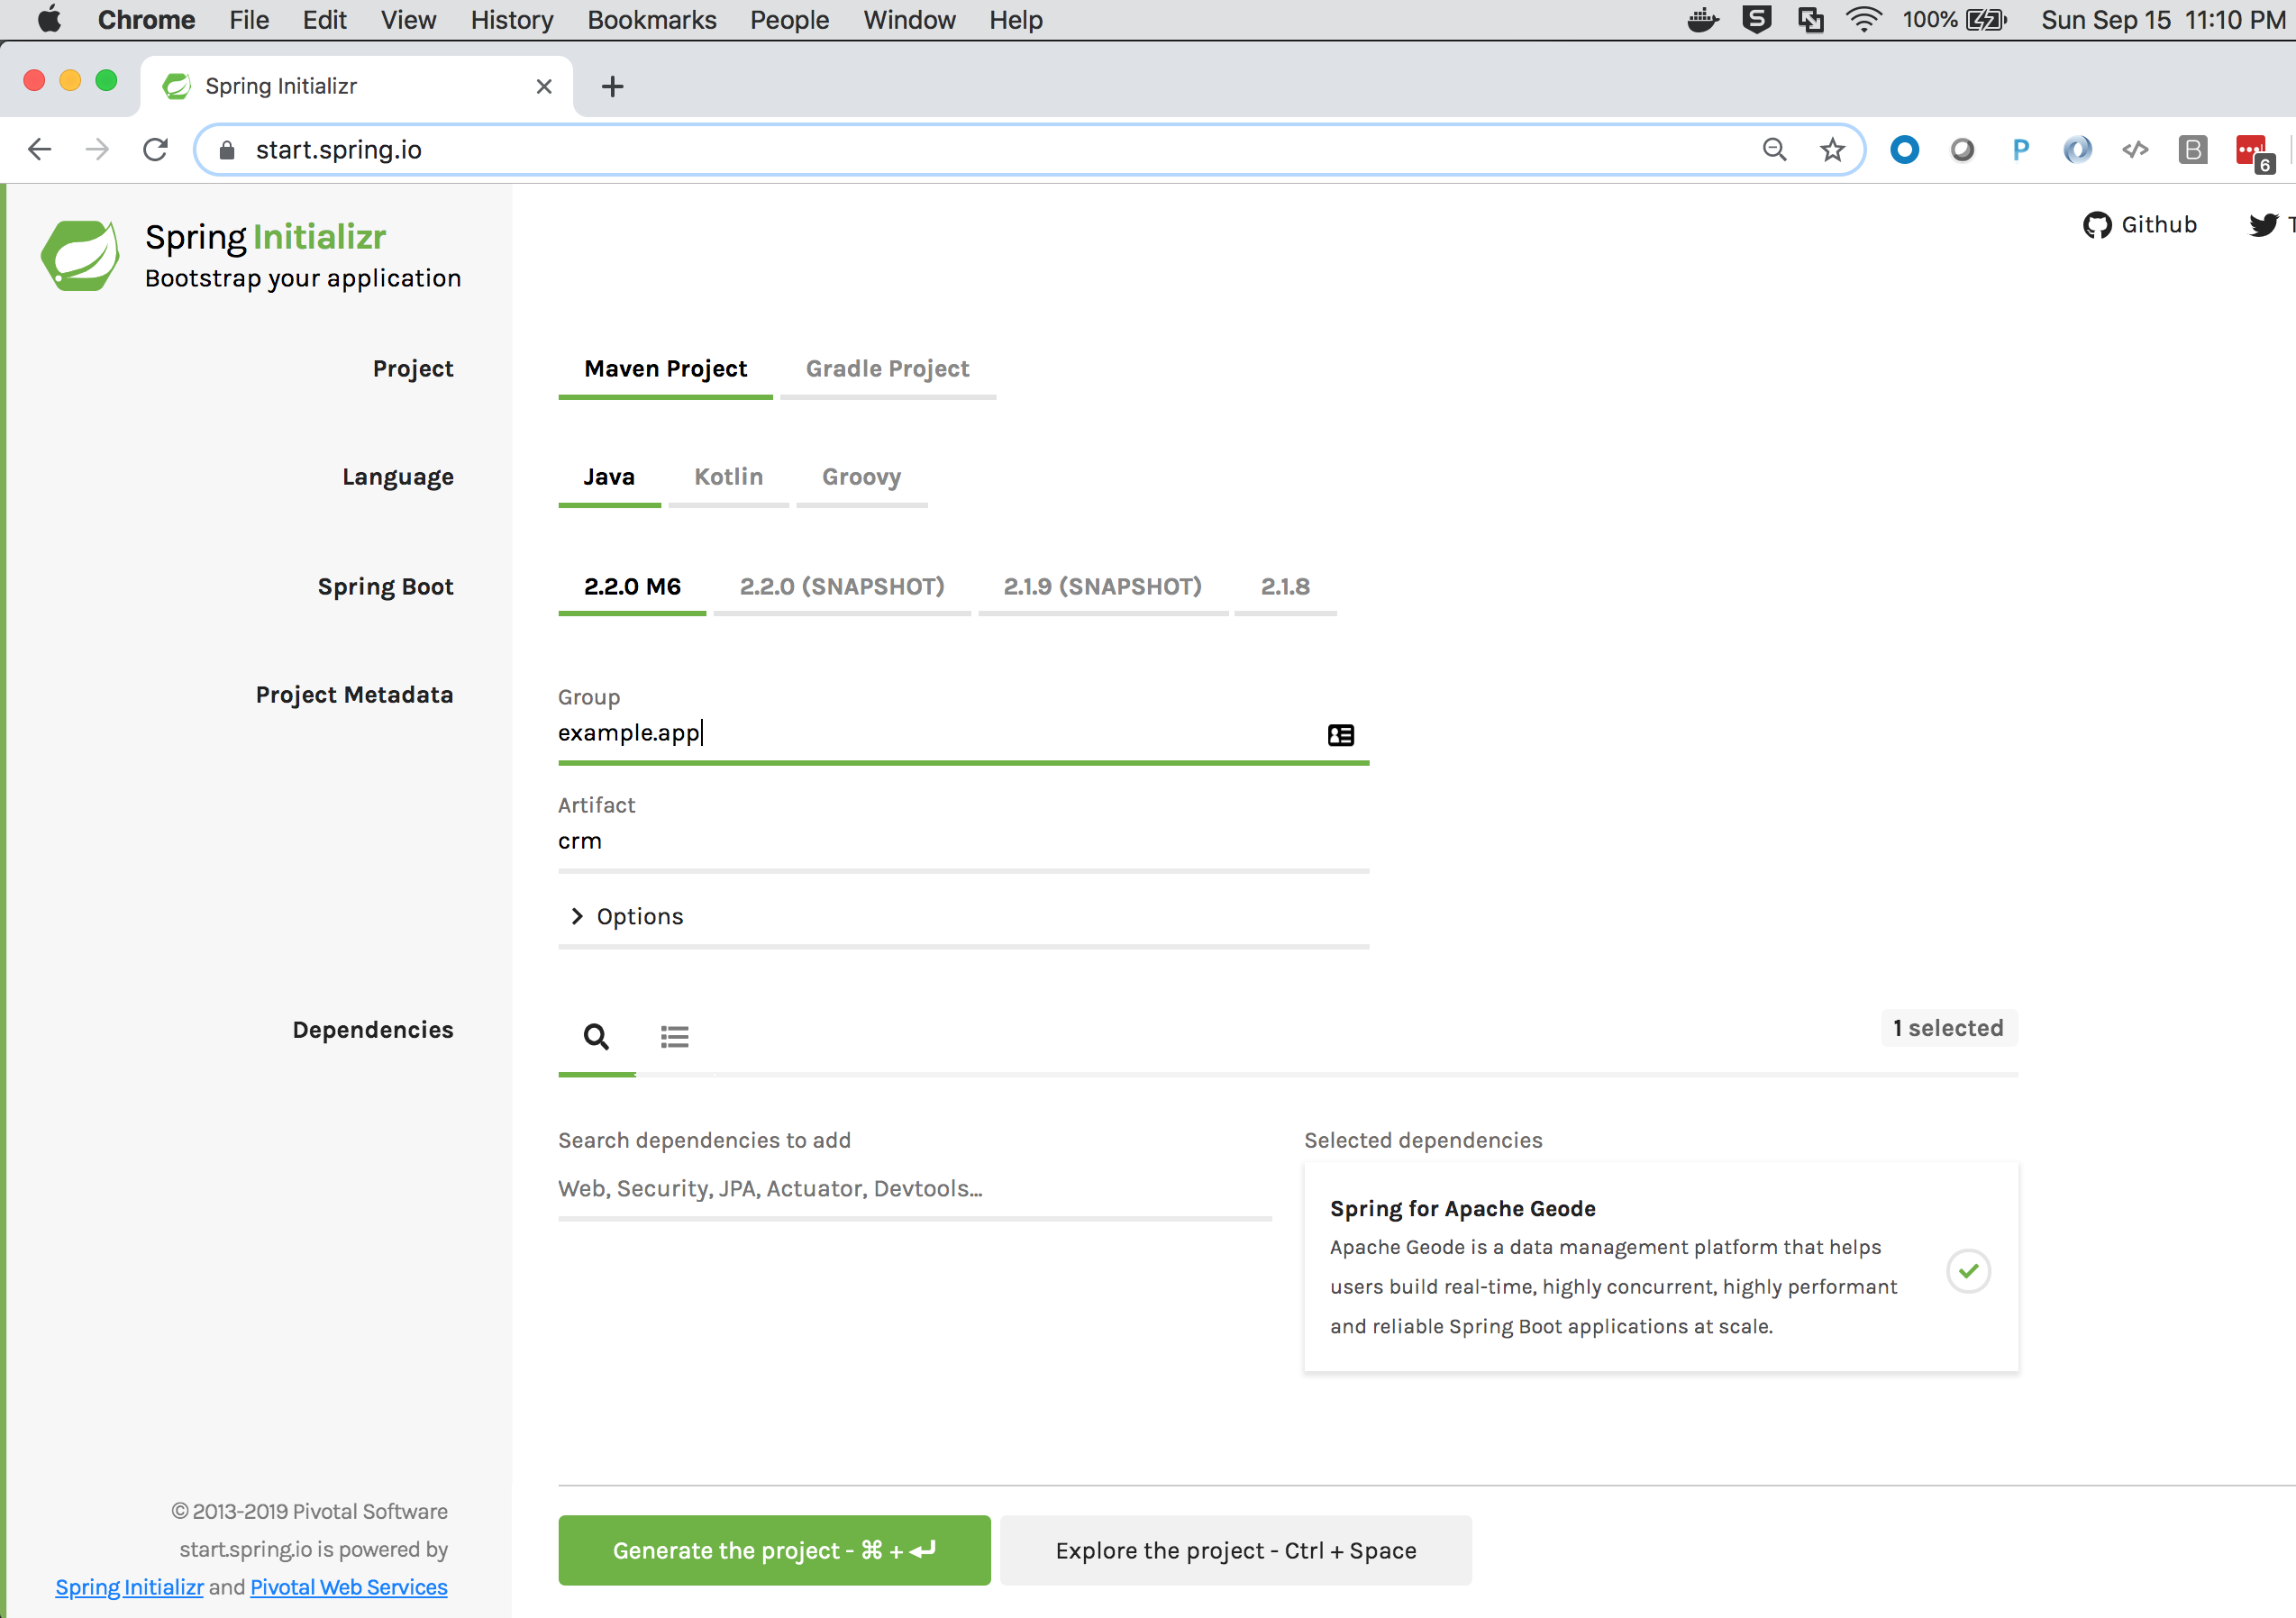 Chrome File Edit View History Bookmarks People Window Help 100% Sun Sep 15 11:10 PM
Spring Initializr
start.spring.io
6
Spring Initializr
Bootstrap your application
Github
Project
Maven Project Gradle Project
Language
Java Kotlin Groovy
Spring Boot
2.2.0 M6 2.2.0 (SNAPSHOT) 2.1.9 (SNAPSHOT) 2.1.8
Project Metadata
Group
example.app
Artifact
crm
Options
Dependencies
1 selected
Search dependencies to add
Web, Security, JPA, Actuator, Devtools...
Selected dependencies
Spring for Apache Geode
Apache Geode is a data management platform that helps
users build real-time, highly concurrent, highly performant
and reliable Spring Boot applications at scale.
© 2013-2019 Pivotal Software
start.spring.io is powered by
Spring Initializr and Pivotal Web Services
Generate the project - ⌘ + ↵
Explore the project - Ctrl + Space